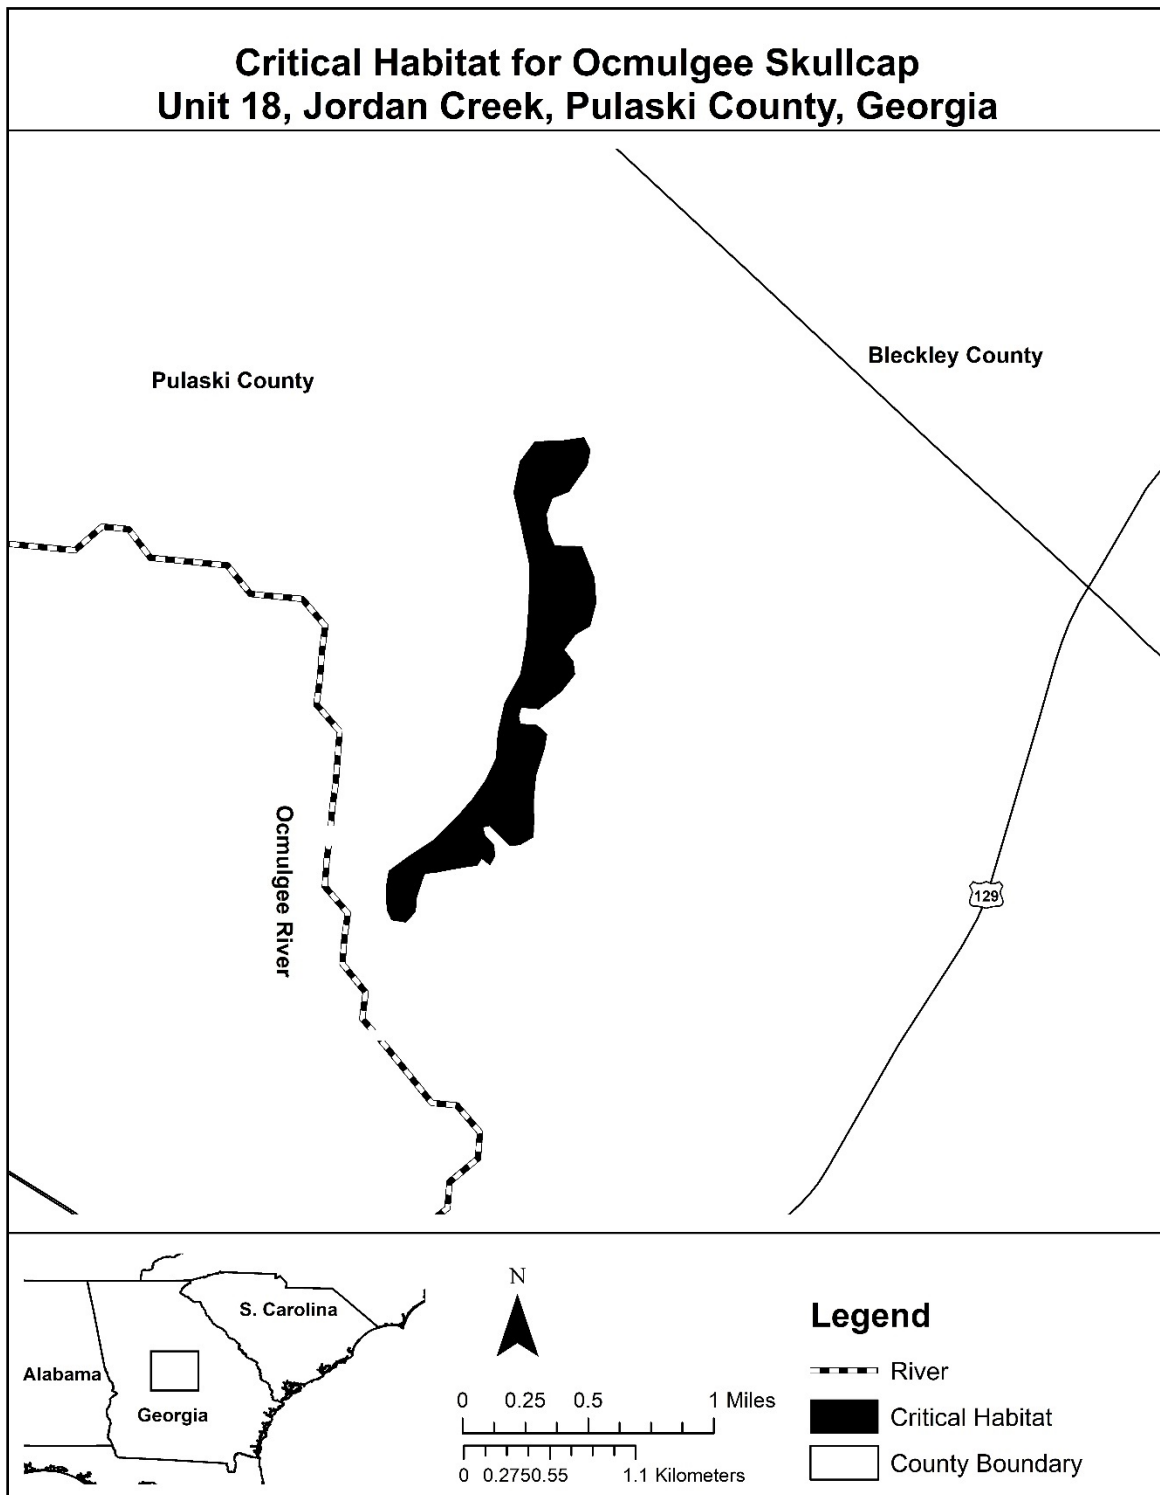 Critical Habitat for Ocmulgee Skullcap
Unit 18, Jordan Creek, Pulaski County, Georgia
Bleckley County
Pulaski County
Ocmulgee River
129
N
S. Carolina
Alabama
Georgia
0 0.25 0.5 1 Miles
0 0.2750.55 1.1 Kilometers
Legend
River
Critical Habitat
County Boundary